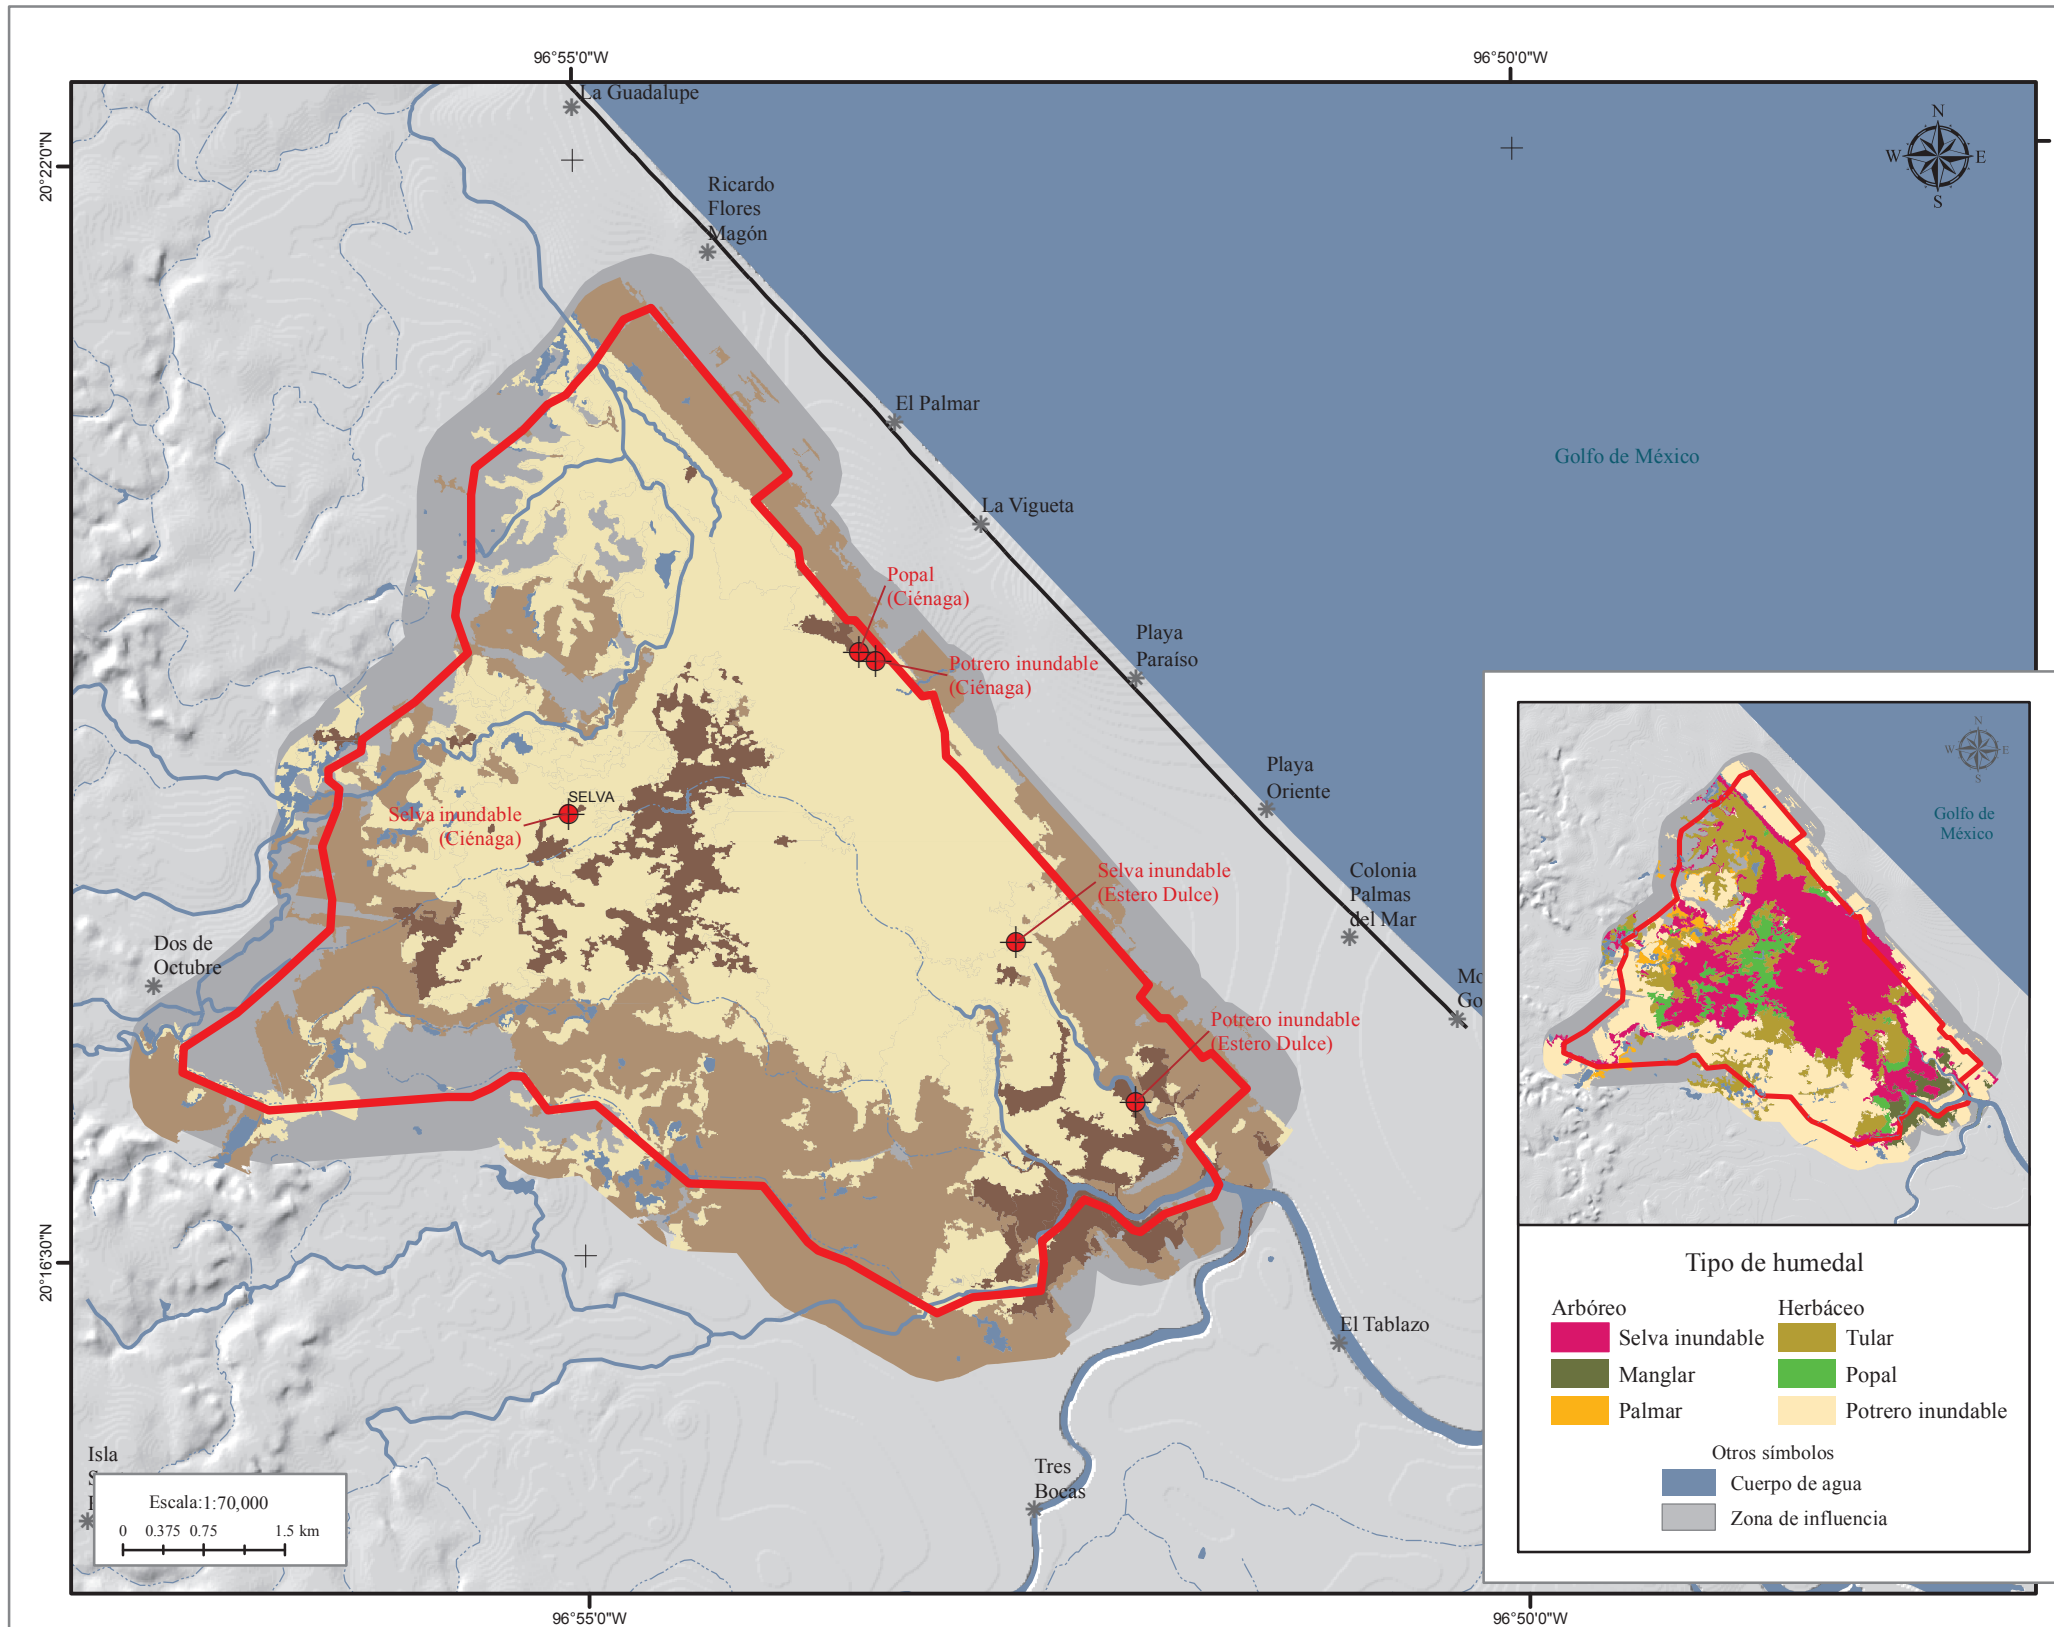 96°55'0"W
96°50'0"W
20°22'0"N
20°16'30"N
La Guadalupe
Ricardo
Flores
Magón
N
W
E
S
El Palmar
Golfo de México
La Vigueta
Popal
(Ciénaga)
Playa
Paraíso
Potrero inundable
(Ciénaga)
Playa
Oriente
SELVA
Selva inundable
(Ciénaga)
Selva inundable
(Estero Dulce)
Colonia
Palmas
del Mar
Dos de
Octubre
Potrero inundable
(Estero Dulce)
El Tablazo
Tres
Bocas
Isla
Escala:1:70,000
0 0.375 0.75 1.5 km
96°55'0"W
96°50'0"W
N
W
E
S
Golfo de
México
Tipo de humedal
Arbóreo
Selva inundable
Manglar
Palmar
Herbáceo
Tular
Popal
Potrero inundable
Otros símbolos
Cuerpo de agua
Zona de influencia